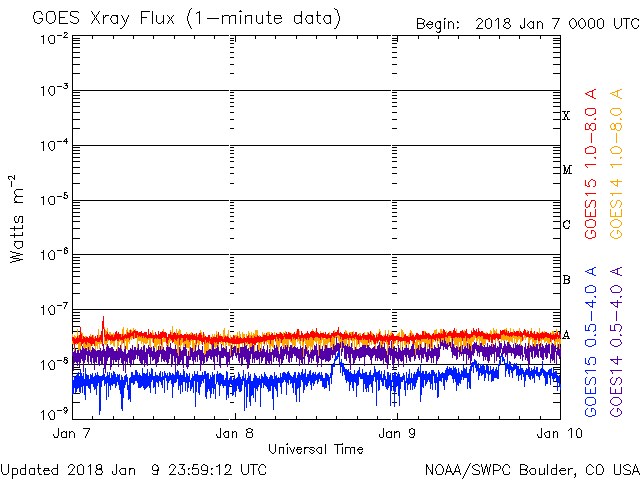 GOES Xray Flux (1-minute data)
Begin: 2018 Jan 7 0000 UTC
10⁻²
10⁻³
10⁻⁴
10⁻⁵
10⁻⁶
10⁻⁷
10⁻⁸
10⁻⁹
Watts m⁻²
X
M
C
B
A
GOES15 1.0-8.0 A
GOES14 1.0-8.0 A
GOES15 0.5-4.0 A
GOES14 0.5-4.0 A
Jan 7 Jan 8 Jan 9 Jan 10
Universal Time
Updated 2018 Jan 9 23:59:12 UTC
NOAA/SWPC Boulder, CO USA